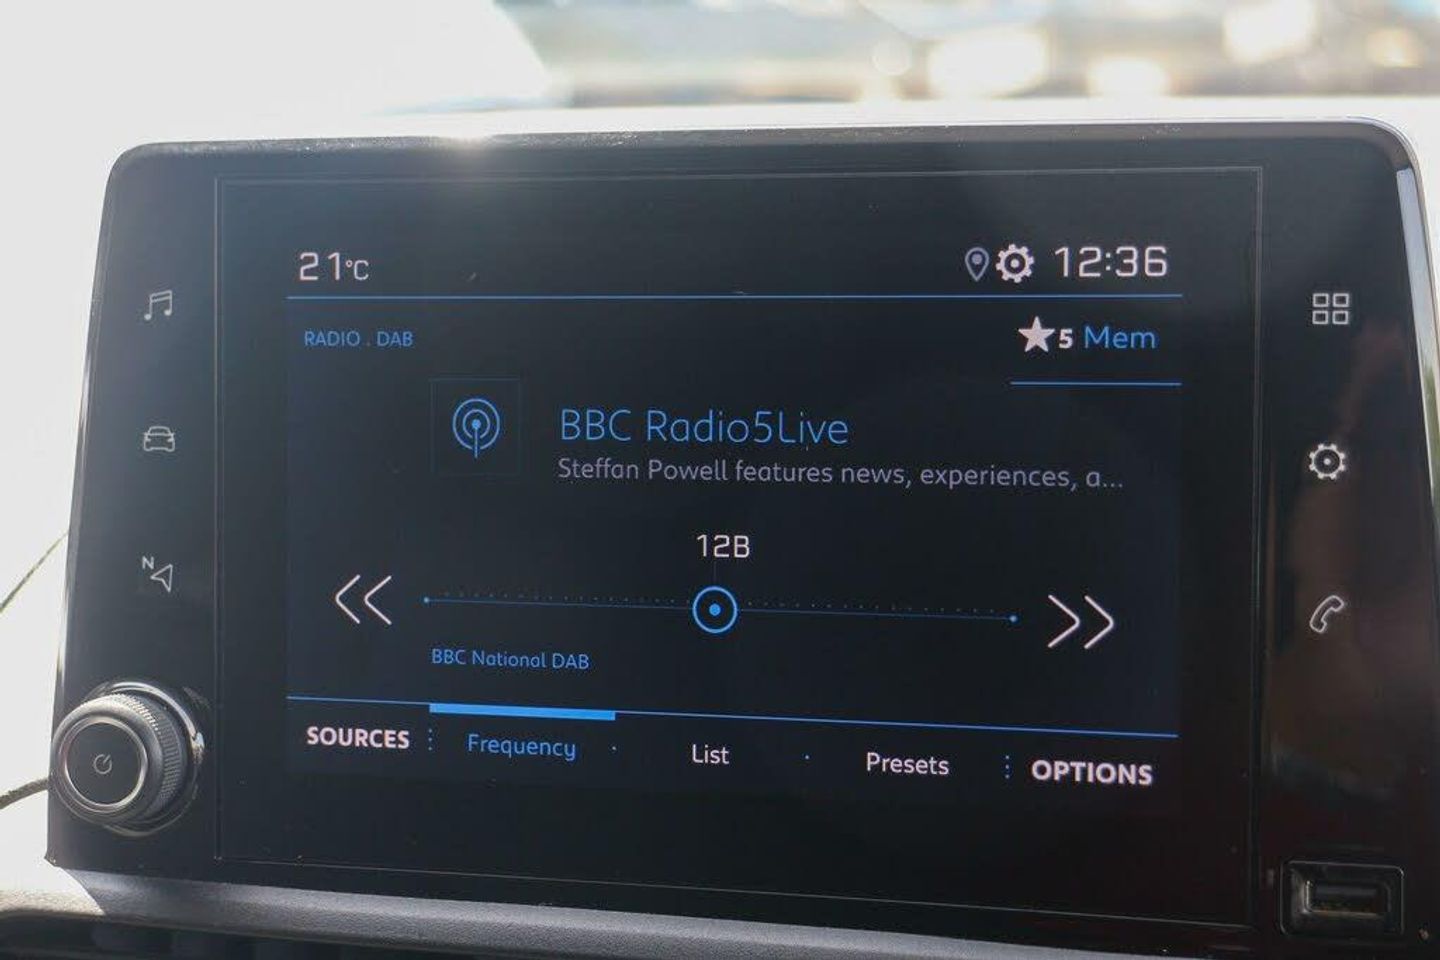 21°C 12:36
RADIO . DAB
5 Mem
BBC Radio5Live
Steffan Powell features news, experiences, a...
12B
BBC National DAB
SOURCES Frequency List Presets OPTIONS
N